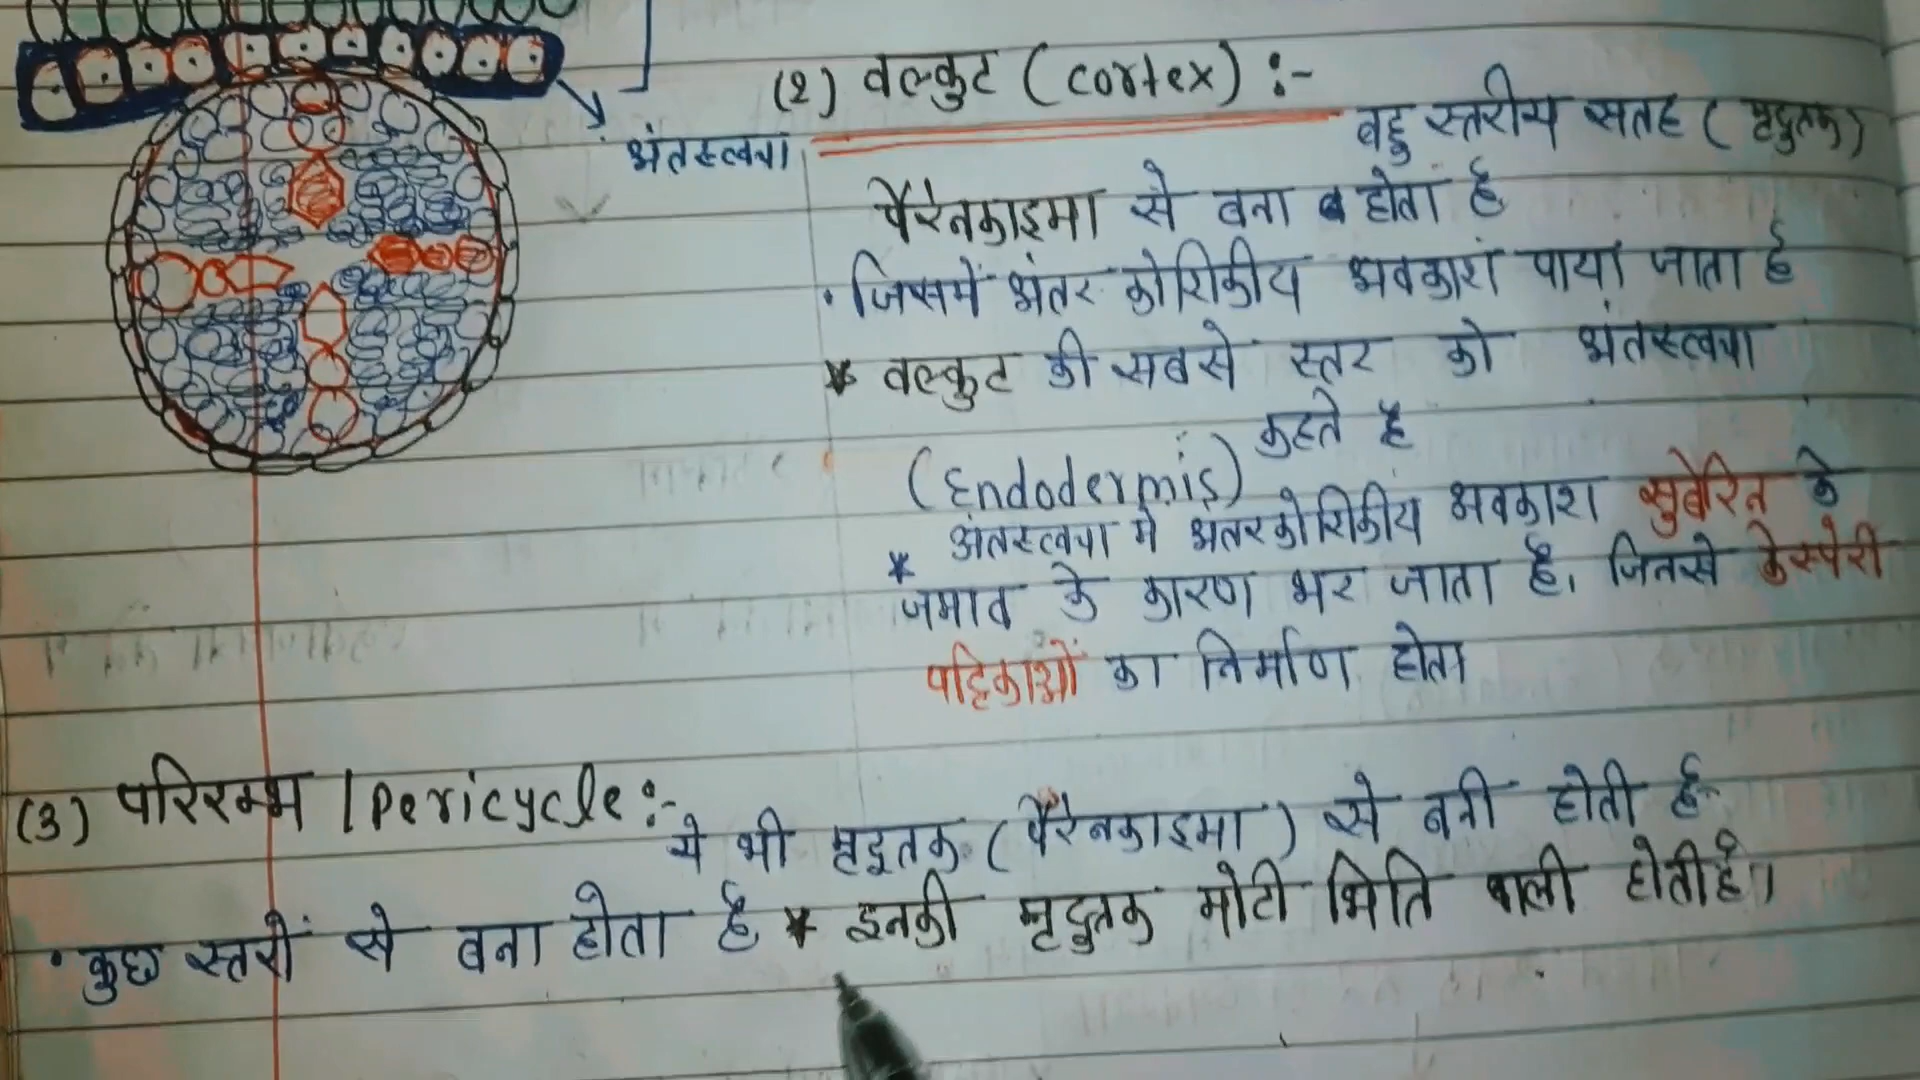 (2) वल्कुट (cortex) :-
अंतस्त्वचा
बहु स्तरीय सतह (मृदुतक)
पैरेनकाइमा से बना होता है
• जिसमें अंतर कोशिकीय अवकाश पाया जाता है
* वल्कुट की सबसे स्तर को अंतस्त्वचा
कहते है
(Endodermis)
* अंतस्त्वचा मे अंतरकोशिकीय अवकाश सुबेरिन के
जमाव के कारण भर जाता है। जिनसे केस्पेरी
पट्टिकाओं का निर्माण होता
(3) परिरम्भ / pericycle :-
ये भी मृदुतक (पैरेनकाइमा) से बनी होती है
• कुछ स्तरों से बना होता है * इनकी मृदुतक मोटी भिति वाली होती है।